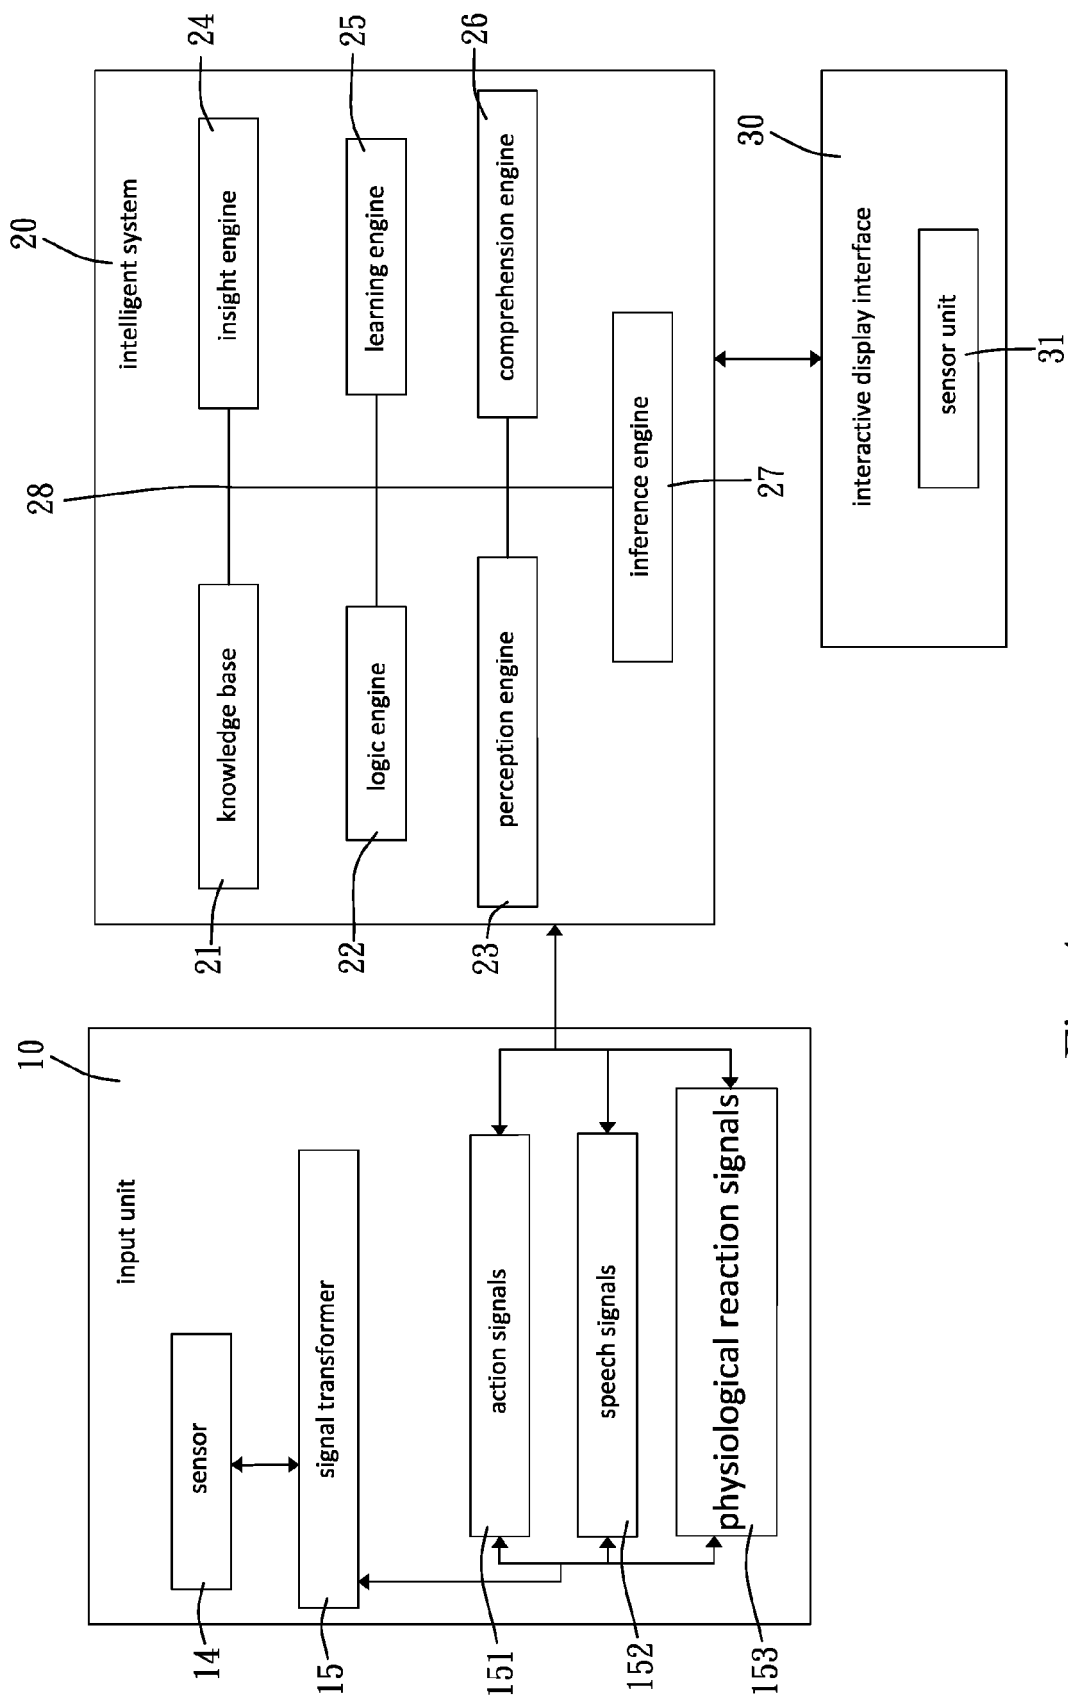 10
input unit
14
sensor
15
signal transformer
151
action signals
152
speech signals
153
physiological reaction signals
20
intelligent system
21
knowledge base
24
insight engine
28
22
logic engine
25
learning engine
23
perception engine
26
comprehension engine
inference engine
27
30
interactive display interface
sensor unit
31